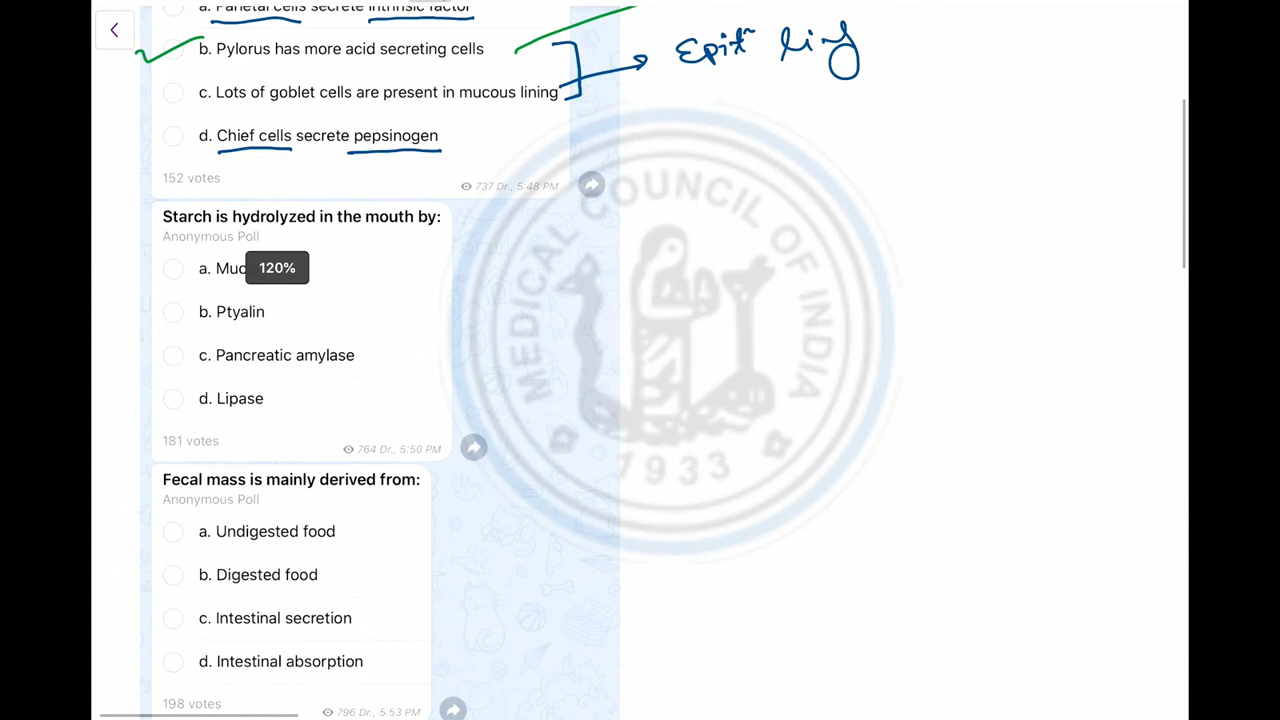 a. Parietal cells secrete intrinsic factor
b. Pylorus has more acid secreting cells
c. Lots of goblet cells are present in mucous lining
d. Chief cells secrete pepsinogen
152 votes
737 Dr., 5:48 PM
Starch is hydrolyzed in the mouth by:
Anonymous Poll
a. Muc
120%
b. Ptyalin
c. Pancreatic amylase
d. Lipase
181 votes
764 Dr., 5:50 PM
Fecal mass is mainly derived from:
Anonymous Poll
a. Undigested food
b. Digested food
c. Intestinal secretion
d. Intestinal absorption
198 votes
796 Dr., 5:53 PM
MEDICAL COUNCIL OF INDIA
1933